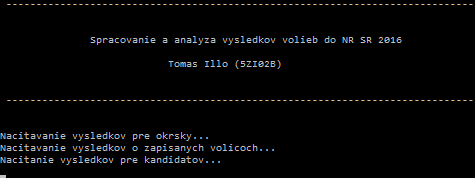 ------------------------------------------------------------------------------
Spracovanie a analyza vysledkov volieb do NR SR 2016
Tomas Illo (5ZI02B)
------------------------------------------------------------------------------
Nacitavanie vysledkov pre okrsky...
Nacitavanie vysledkov o zapisanych volicoch...
Nacitanie vysledkov pre kandidatov...